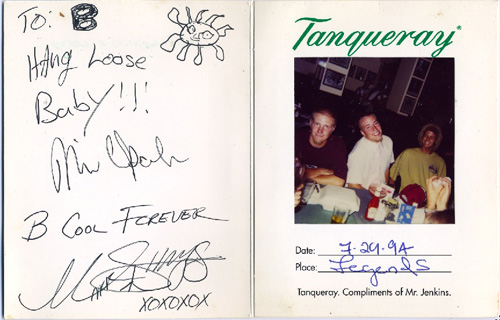 TO: B
HANG LOOSE
BABY!!!
B COOL FOREVER
XOXOXOX
Tanqueray
Date: 7-29-94
Place: Legends
Tanqueray. Compliments of Mr. Jenkins.